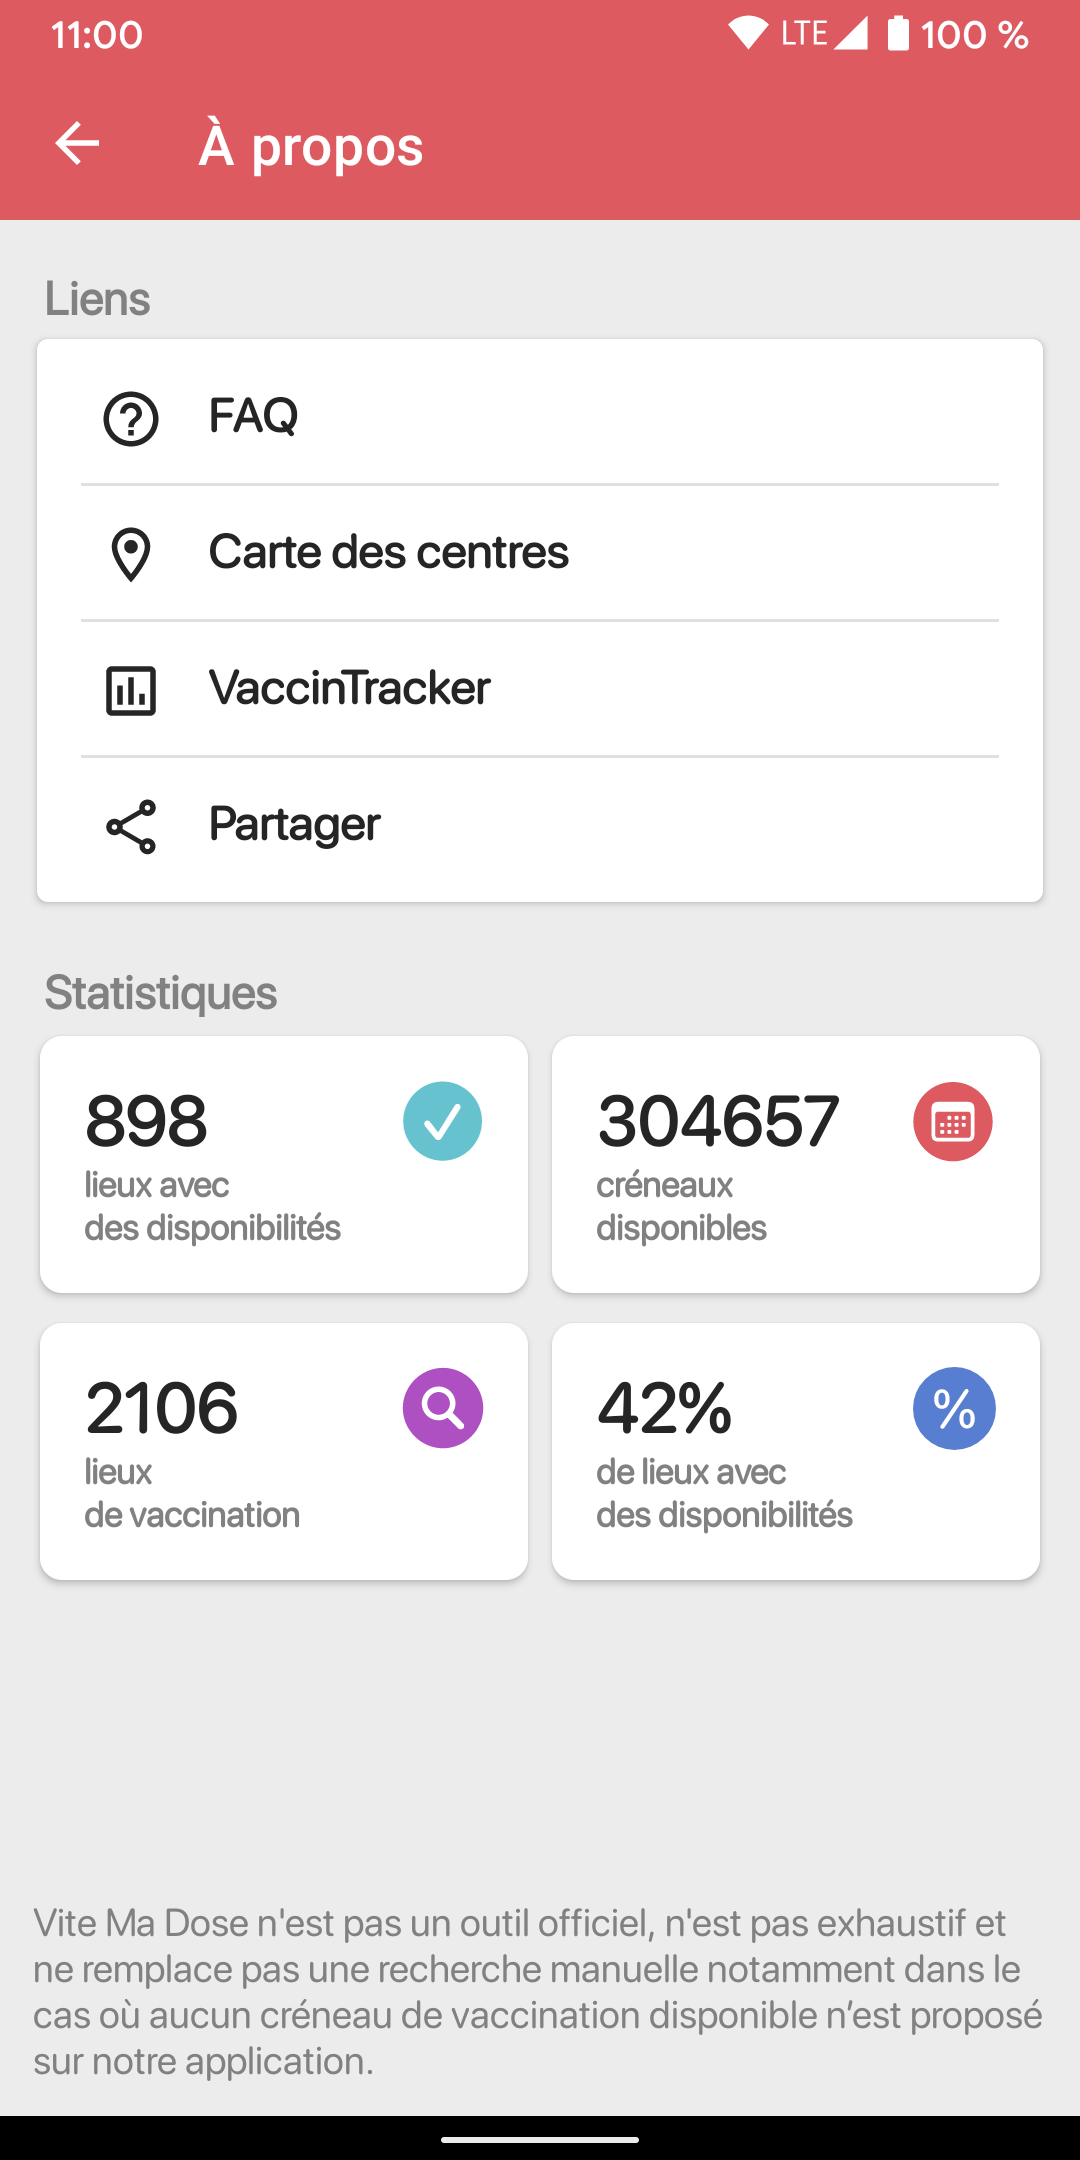 11:00 LTE 100 %
À propos
Liens
FAQ
Carte des centres
VaccinTracker
Partager
Statistiques
898
lieux avec
des disponibilités
304657
créneaux
disponibles
2106
lieux
de vaccination
42%
%
de lieux avec
des disponibilités
Vite Ma Dose n'est pas un outil officiel, n'est pas exhaustif et
ne remplace pas une recherche manuelle notamment dans le
cas où aucun créneau de vaccination disponible n’est proposé
sur notre application.